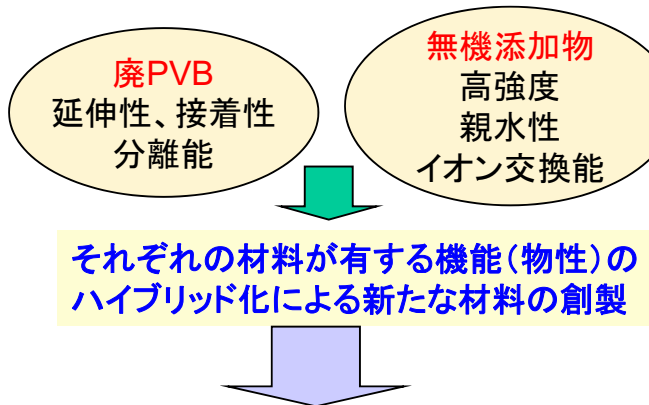 廃PVB
延伸性、接着性
分離能
無機添加物
高強度
親水性
イオン交換能
それぞれの材料が有する機能（物性）の
ハイブリッド化による新たな材料の創製